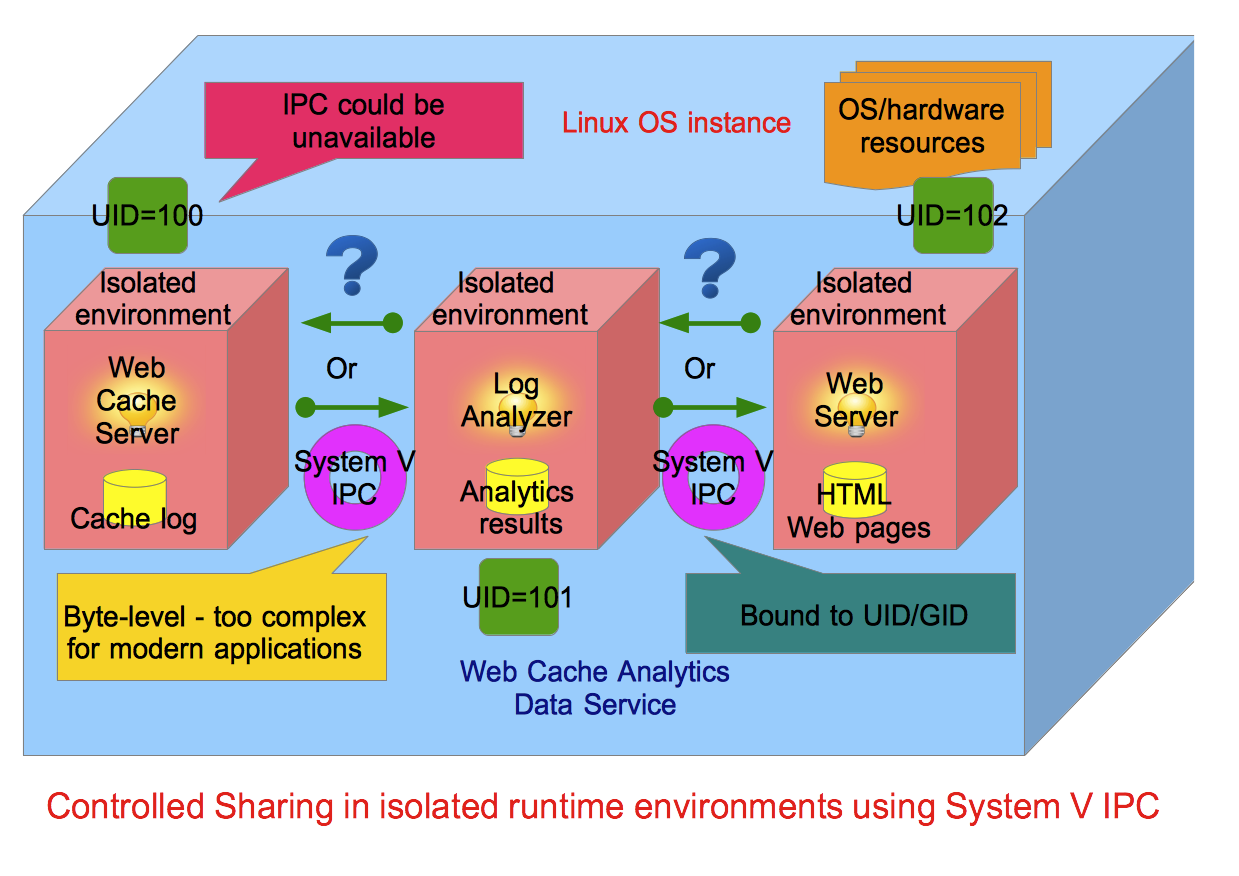 IPC could be
unavailable
Linux OS instance
OS/hardware
resources
UID=100
UID=102
?
?
Isolated
environment
Isolated
environment
Isolated
environment
Web
Cache
Server
Or
Log
Analyzer
Or
Web
Server
Cache log
System V
IPC
Analytics
results
System V
IPC
HTML
Web pages
Byte-level - too complex
for modern applications
UID=101
Bound to UID/GID
Web Cache Analytics
Data Service
Controlled Sharing in isolated runtime environments using System V IPC